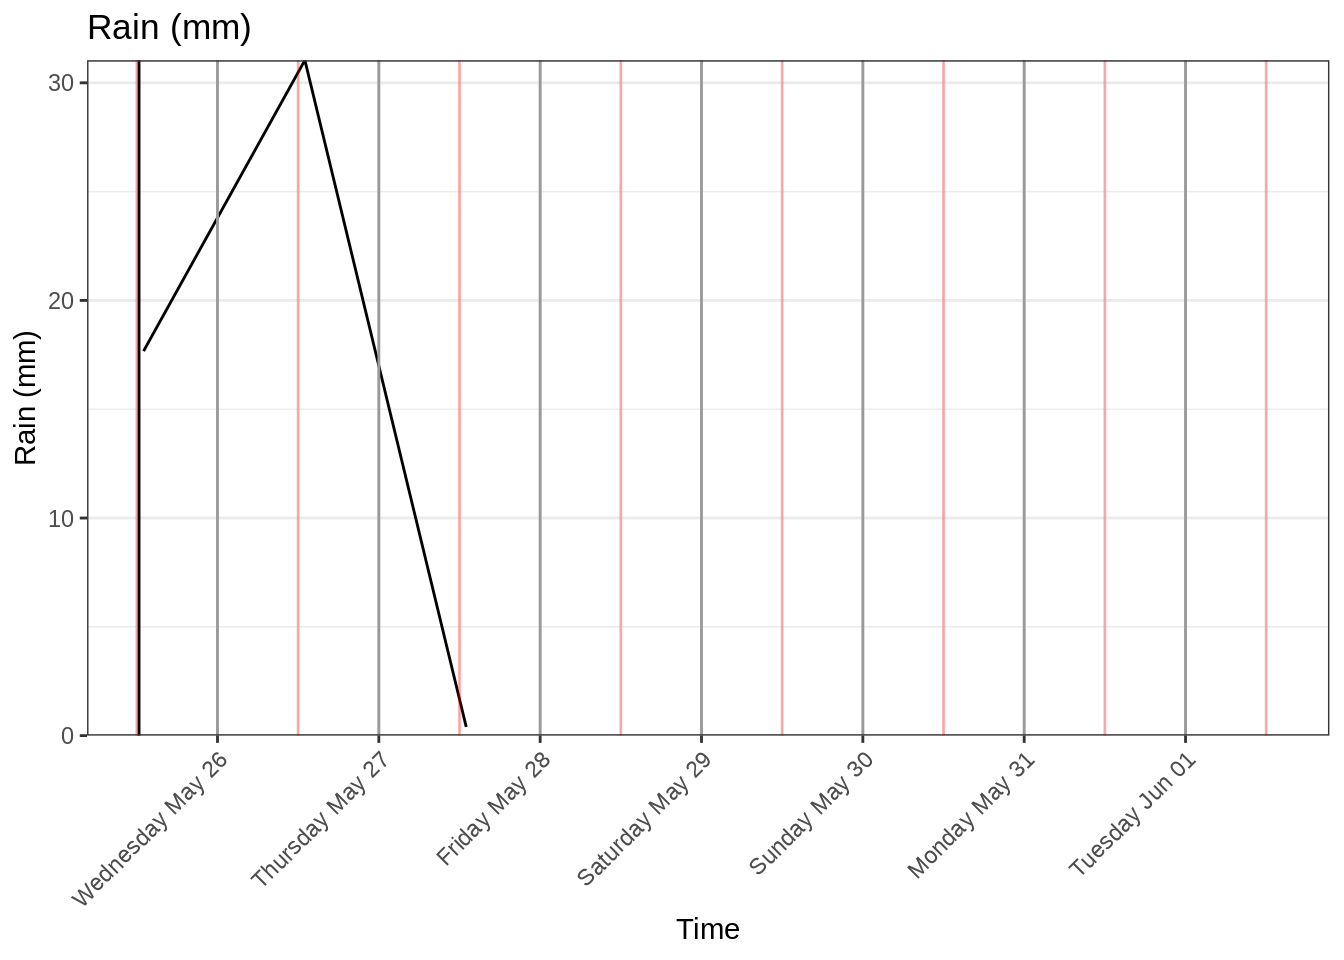 Rain (mm)
30
20
10
0
Rain (mm)
Wednesday May 26
Thursday May 27
Friday May 28
Saturday May 29
Sunday May 30
Monday May 31
Tuesday Jun 01
Time